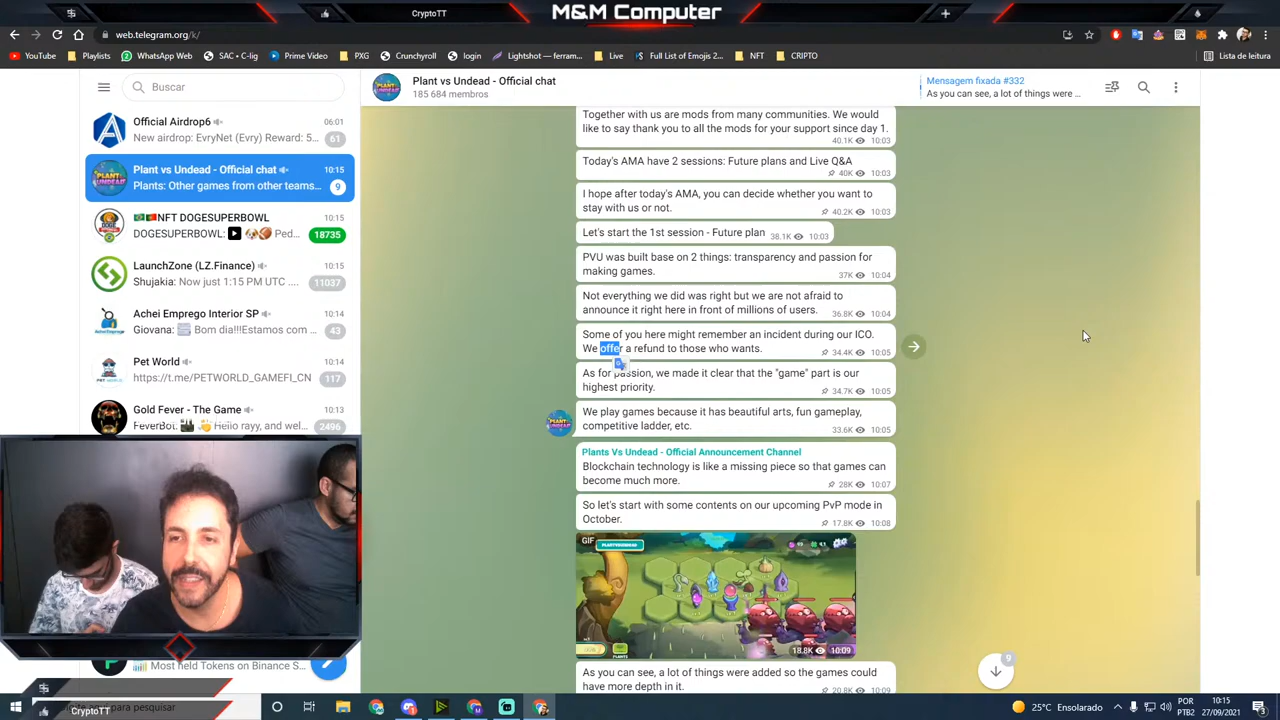 CryptoTT
M&M Computer
web.telegram.org/k/
YouTube
Playlists
WhatsApp Web
SAC • C-lig
Prime Video
PXG
Crunchyroll
login
Lightshot — ferram...
Live
Full List of Emojis 2...
NFT
CRIPTO
Lista de leitura
Buscar
Plant vs Undead - Official chat
185 684 membros
Mensagem fixada #332
As you can see, a lot of things were ...
Official Airdrop6
06:01
New airdrop: EvryNet (Evry) Reward: 5...
61
Plant vs Undead - Official chat
10:15
Plants: Other games from other teams...
9
NFT DOGESUPERBOWL
10:15
DOGESUPERBOWL: Ped...
18735
LaunchZone (LZ.Finance)
10:15
Shujakia: Now just 1:15 PM UTC ....
11037
Achei Emprego Interior SP
10:14
Giovana: Bom dia!!!Estamos com ...
43
Pet World
10:14
https://t.me/PETWORLD_GAMEFI_CN
117
Gold Fever - The Game
10:13
FeverBot: Hello rayy, and wel...
2496
Most held Tokens on Binance S...
Together with us are mods from many communities. We would
like to say thank you to all the mods for your support since day 1.
40.1K 10:03
Today's AMA have 2 sessions: Future plans and Live Q&A
40K 10:03
I hope after today's AMA, you can decide whether you want to
stay with us or not.
40.2K 10:03
Let's start the 1st session - Future plan
38.1K 10:03
PVU was built base on 2 things: transparency and passion for
making games.
37K 10:04
Not everything we did was right but we are not afraid to
announce it right here in front of millions of users.
36.8K 10:04
Some of you here might remember an incident during our ICO.
We offer a refund to those who wants.
34.4K 10:05
As for passion, we made it clear that the "game" part is our
highest priority.
34.7K 10:05
We play games because it has beautiful arts, fun gameplay,
competitive ladder, etc.
33.6K 10:05
Plants Vs Undead - Official Announcement Channel
Blockchain technology is like a missing piece so that games can
become much more.
28K 10:07
So let's start with some contents on our upcoming PvP mode in
October.
17.8K 10:08
GIF
PLANTVSUNDEAD
18.8K 10:09
As you can see, a lot of things were added so the games could
have more depth in it.
20.8K 10:09
9
CryptoTT
aqui para pesquisar
25°C Ensolarado
POR
PTB2
10:15
27/09/2021